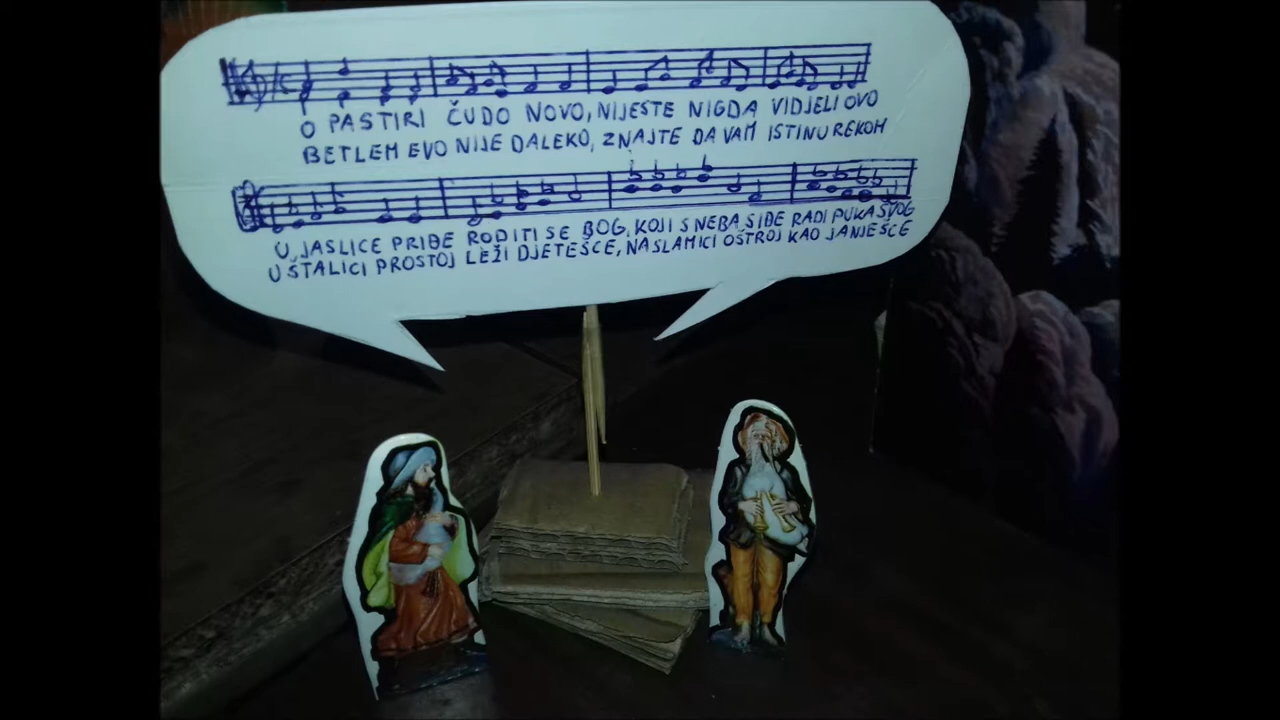 O PASTIRI ČUDO NOVO, NIJESTE NIGDA VIDJELI OVO
BETLEM EVO NIJE DALEKO, ZNAJTE DA VAM ISTINU REKOH
U JASLICE PRIĐE RODITI SE BOG, KOJI S NEBA SIĐE RADI PUKA SVOG
U ŠTALICI PROSTOJ LEŽI DJETEŠCE, NA SLAMICI OŠTROJ KAO JANJEŠCE